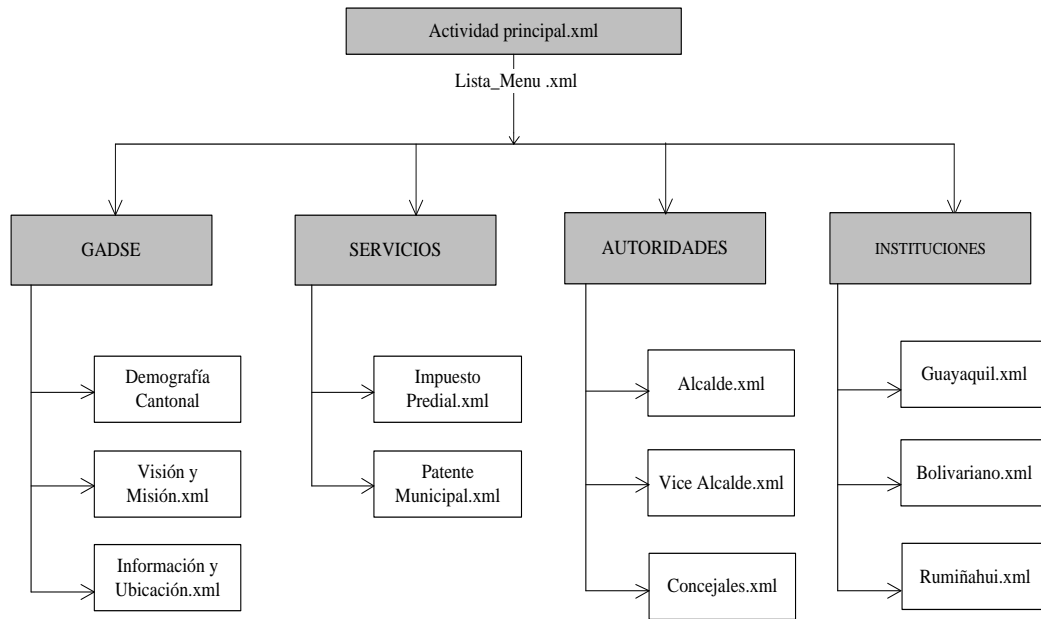 Actividad principal.xml
Lista_Menu .xml
GADSE
SERVICIOS
AUTORIDADES
INSTITUCIONES
Demografía
Cantonal
Visión y
Misión.xml
Información y
Ubicación.xml
Impuesto
Predial.xml
Patente
Municipal.xml
Alcalde.xml
Vice Alcalde.xml
Concejales.xml
Guayaquil.xml
Bolivariano.xml
Rumiñahui.xml